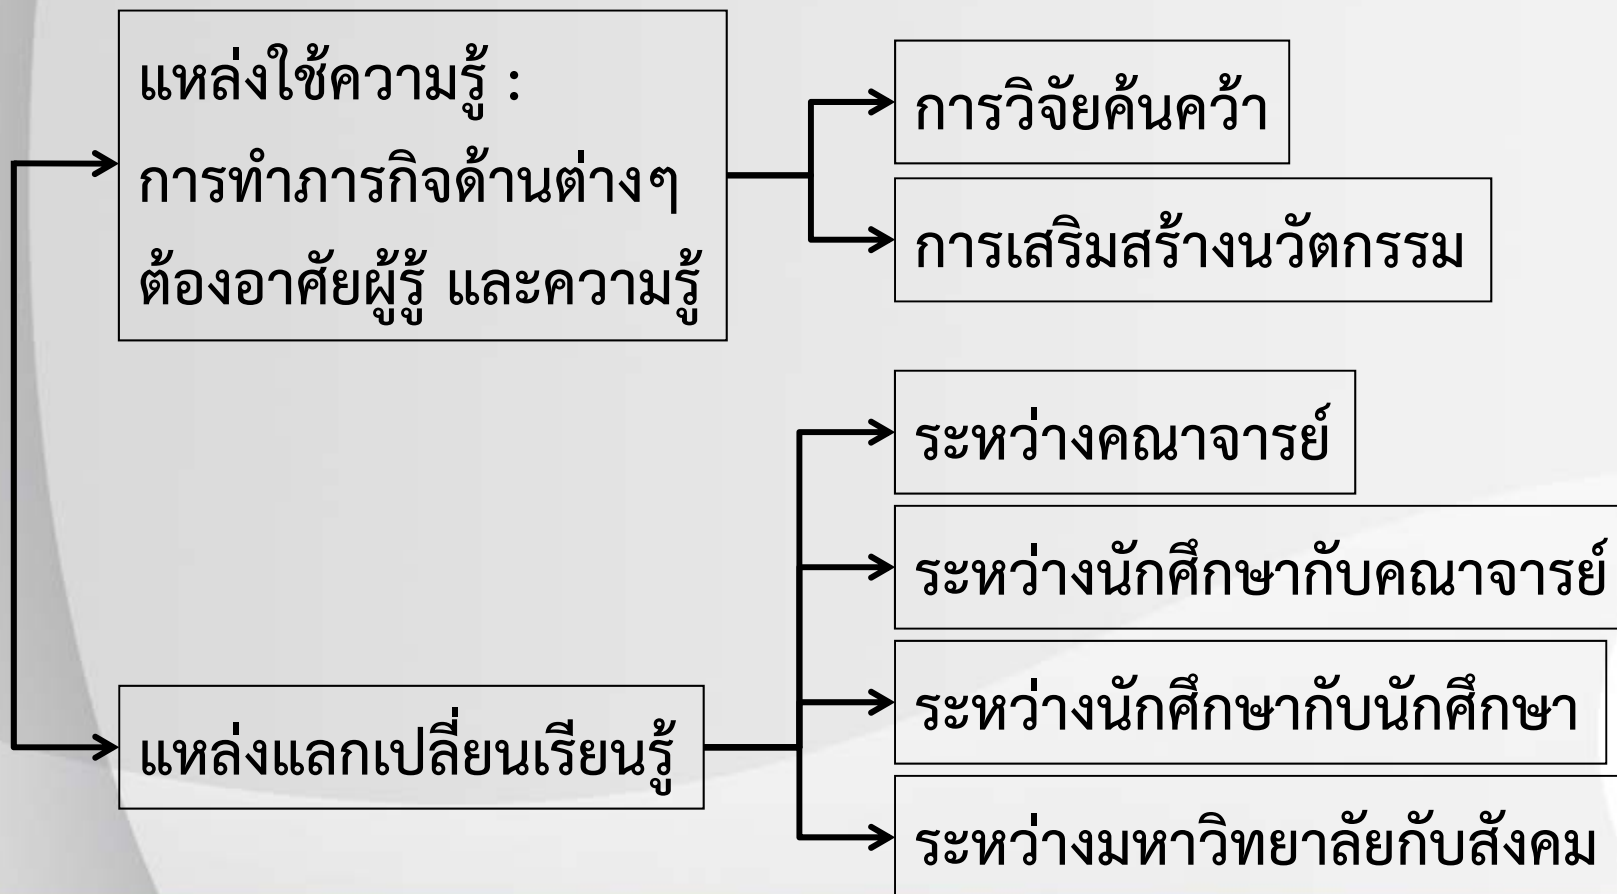 แหล่งใช้ความรู้ :
การทำภารกิจด้านต่างๆ
ต้องอาศัยผู้รู้ และความรู้
การวิจัยค้นคว้า
การเสริมสร้างนวัตกรรม
แหล่งแลกเปลี่ยนเรียนรู้
ระหว่างคณาจารย์
ระหว่างนักศึกษากับคณาจารย์
ระหว่างนักศึกษากับนักศึกษา
ระหว่างมหาวิทยาลัยกับสังคม